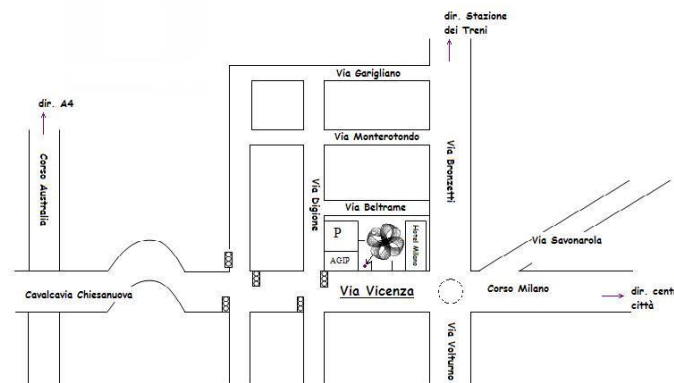 dir. Stazione
dei Treni
Via Garigliano
dir. A4
Via Monterotondo
Corso Australia
Via Bronzetti
Via Digione
Via Beltrame
P
Hotel Milano
Via Savonarola
AGIP
Cavalcavia Chiesanuova
Via Vicenza
Corso Milano
dir. cent
città
Via Volturno